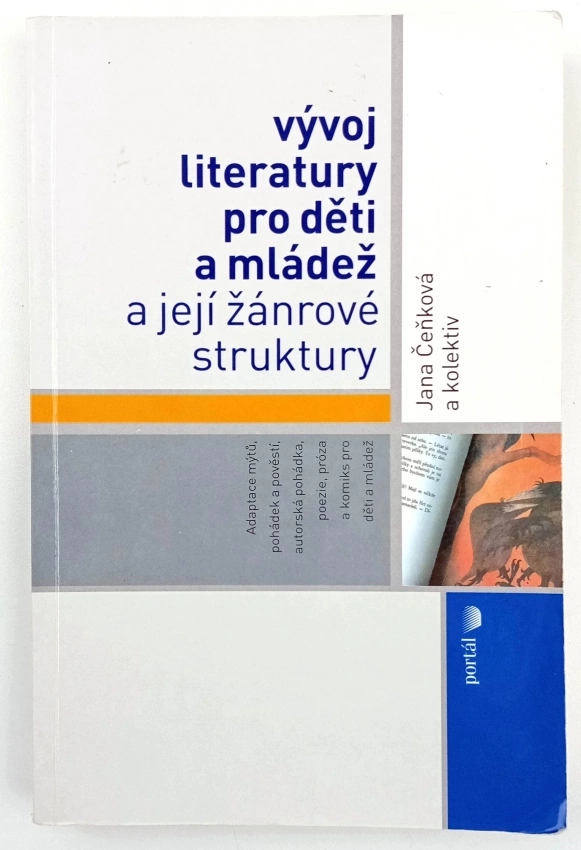 vývoj
literatury
pro děti
a mládež
a její žánrové
struktury
Jana Čeňková
a kolektiv
Adaptace mýtů,
pohádek a pověstí,
autorská pohádka,
poezie, próza
a komiks pro
děti a mládež
portál